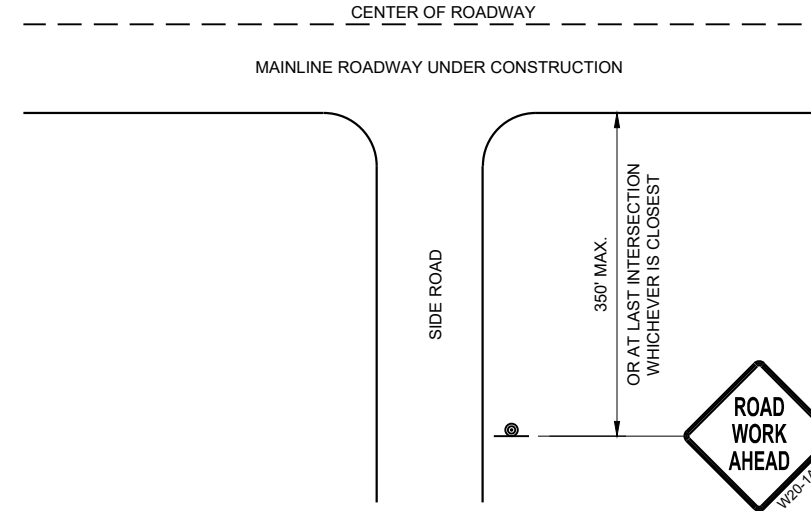 CENTER OF ROADWAY
MAINLINE ROADWAY UNDER CONSTRUCTION
SIDE ROAD
350' MAX.
OR AT LAST INTERSECTION
WHICHEVER IS CLOSEST
ROAD
WORK
AHEAD